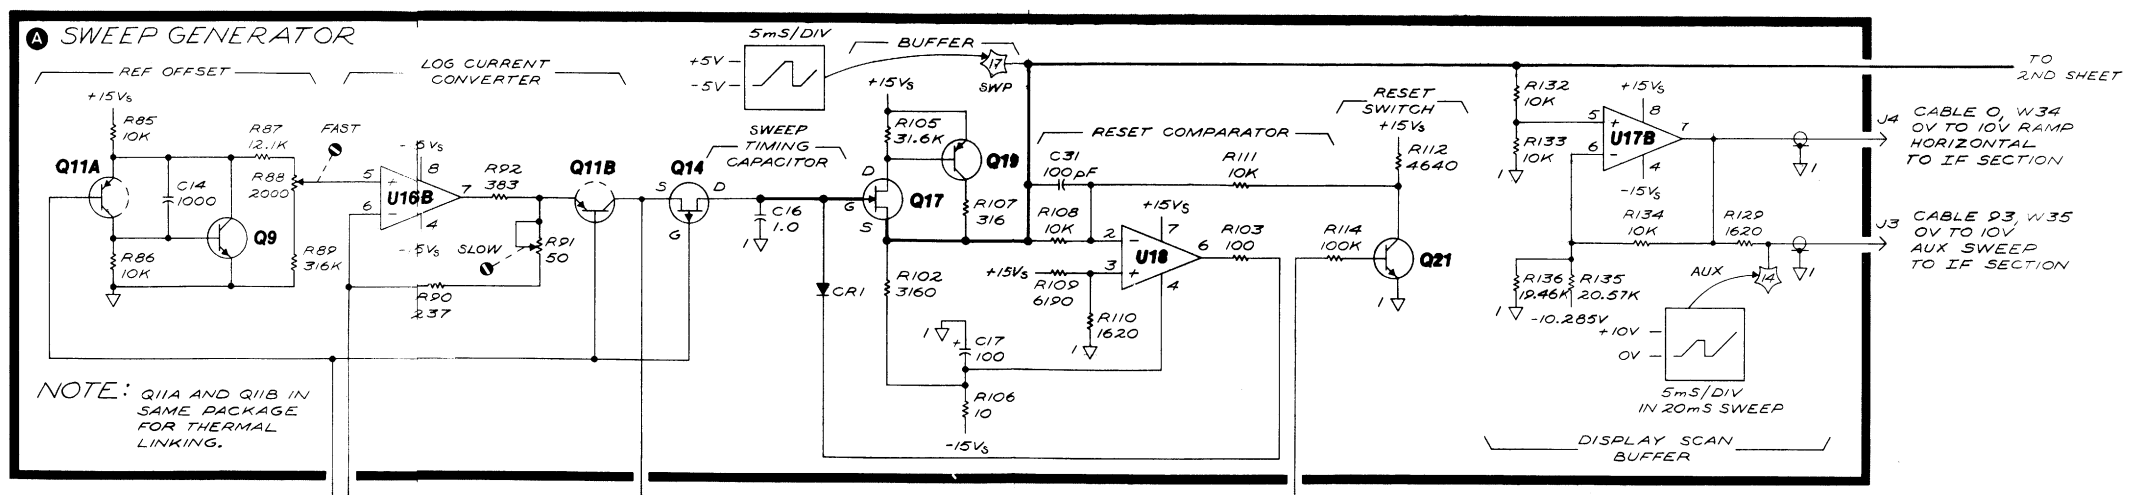 A SWEEP GENERATOR
REF OFFSET
LOG CURRENT
CONVERTER
5mS/DIV
+5V
-5V
BUFFER
17
SWP
TO
2ND SHEET
+15VS
R85
10K
R87
12.1K
FAST
Q11A
C14
1000
R88
2000
Q9
R86
10K
R89
316K
5
+
6
-
U16B
8
7
4
-15VS
R92
383
Q11B
SLOW
R91
50
R90
237
Q14
S
D
G
SWEEP
TIMING
CAPACITOR
C16
1.0
1
+15VS
R105
31.6K
Q19
D
G
S
Q17
R107
316
R102
3160
CR1
RESET COMPARATOR
C31
100pF
R111
10K
R108
10K
+15VS
7
2
-
3
+
U18
6
4
R103
100
+15VS
R109
6190
R110
1620
1
1
C17
+
100
R106
10
-15VS
RESET
SWITCH
+15VS
R112
4640
R114
100K
Q21
1
R132
10K
R133
10K
1
+15VS
8
5
+
6
-
U17B
7
4
-15VS
R134
10K
R129
1620
R136
19.46K
1
R135
20.57K
-10.285V
AUX
14
+10V
0V
5mS/DIV
IN 20mS SWEEP
DISPLAY SCAN
BUFFER
1
1
J4
CABLE 0, W34
0V TO 10V RAMP
HORIZONTAL
TO IF SECTION
J3
CABLE 93, W35
0V TO 10V
AUX SWEEP
TO IF SECTION
NOTE: Q11A AND Q11B IN
SAME PACKAGE
FOR THERMAL
LINKING.